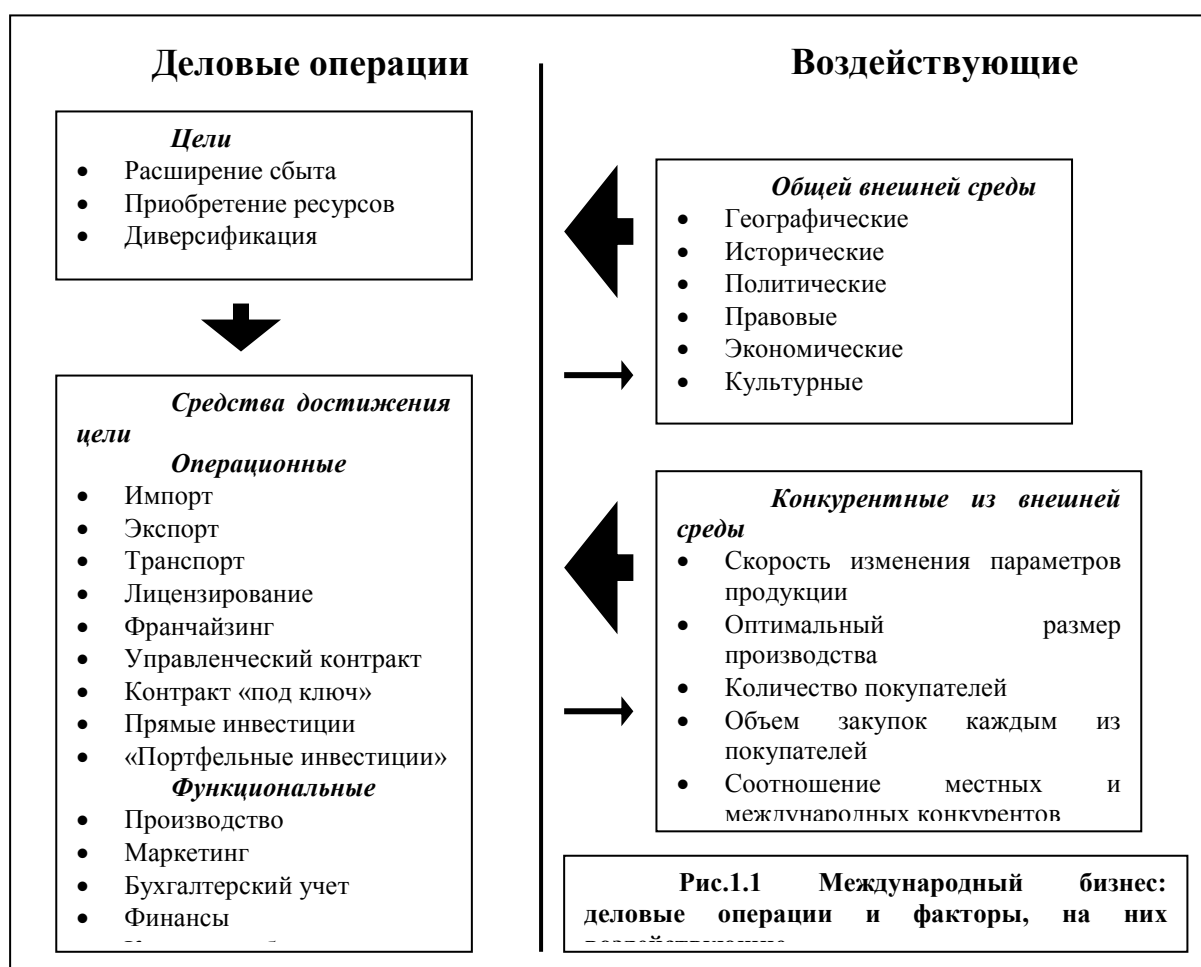 Деловые операции
Цели
• Расширение сбыта
• Приобретение ресурсов
• Диверсификация
Средства достижения
цели
Операционные
• Импорт
• Экспорт
• Транспорт
• Лицензирование
• Франчайзинг
• Управленческий контракт
• Контракт «под ключ»
• Прямые инвестиции
• «Портфельные инвестиции»
Функциональные
• Производство
• Маркетинг
• Бухгалтерский учет
• Финансы
Воздействующие
Общей внешней среды
• Географические
• Исторические
• Политические
• Правовые
• Экономические
• Культурные
Конкурентные из внешней
среды
• Скорость изменения параметров
продукции
• Оптимальный размер
производства
• Количество покупателей
• Объем закупок каждым из
покупателей
• Соотношение местных и
международных конкурентов
Рис.1.1 Международный бизнес:
деловые операции и факторы, на них